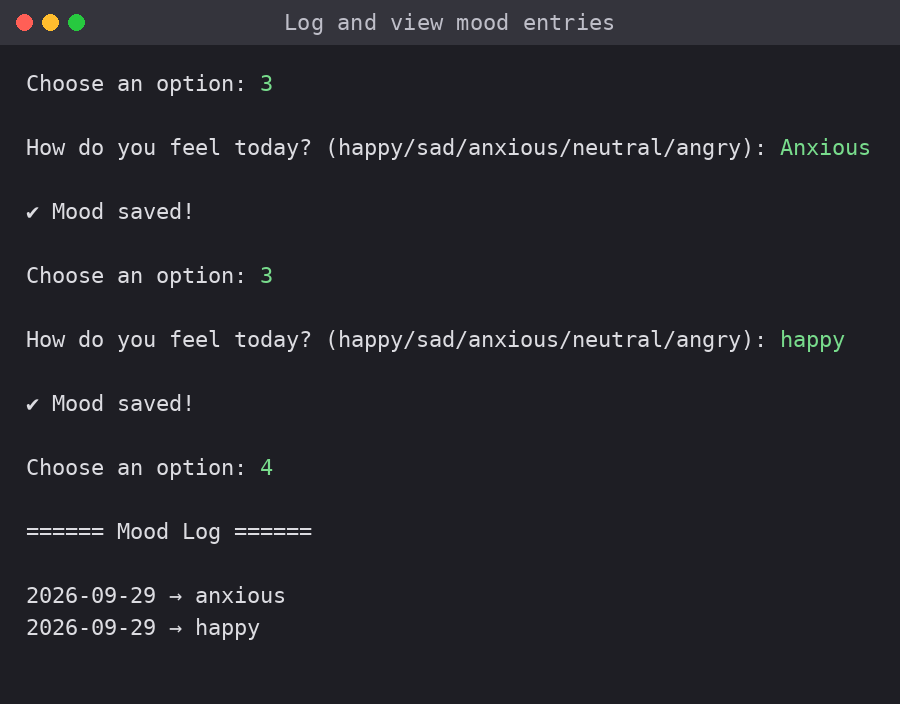 Log and view mood entries
Choose an option: 3
How do you feel today? (happy/sad/anxious/neutral/angry): Anxious
✔ Mood saved!
Choose an option: 3
How do you feel today? (happy/sad/anxious/neutral/angry): happy
✔ Mood saved!
Choose an option: 4
====== Mood Log ======
2026-09-29 → anxious
2026-09-29 → happy